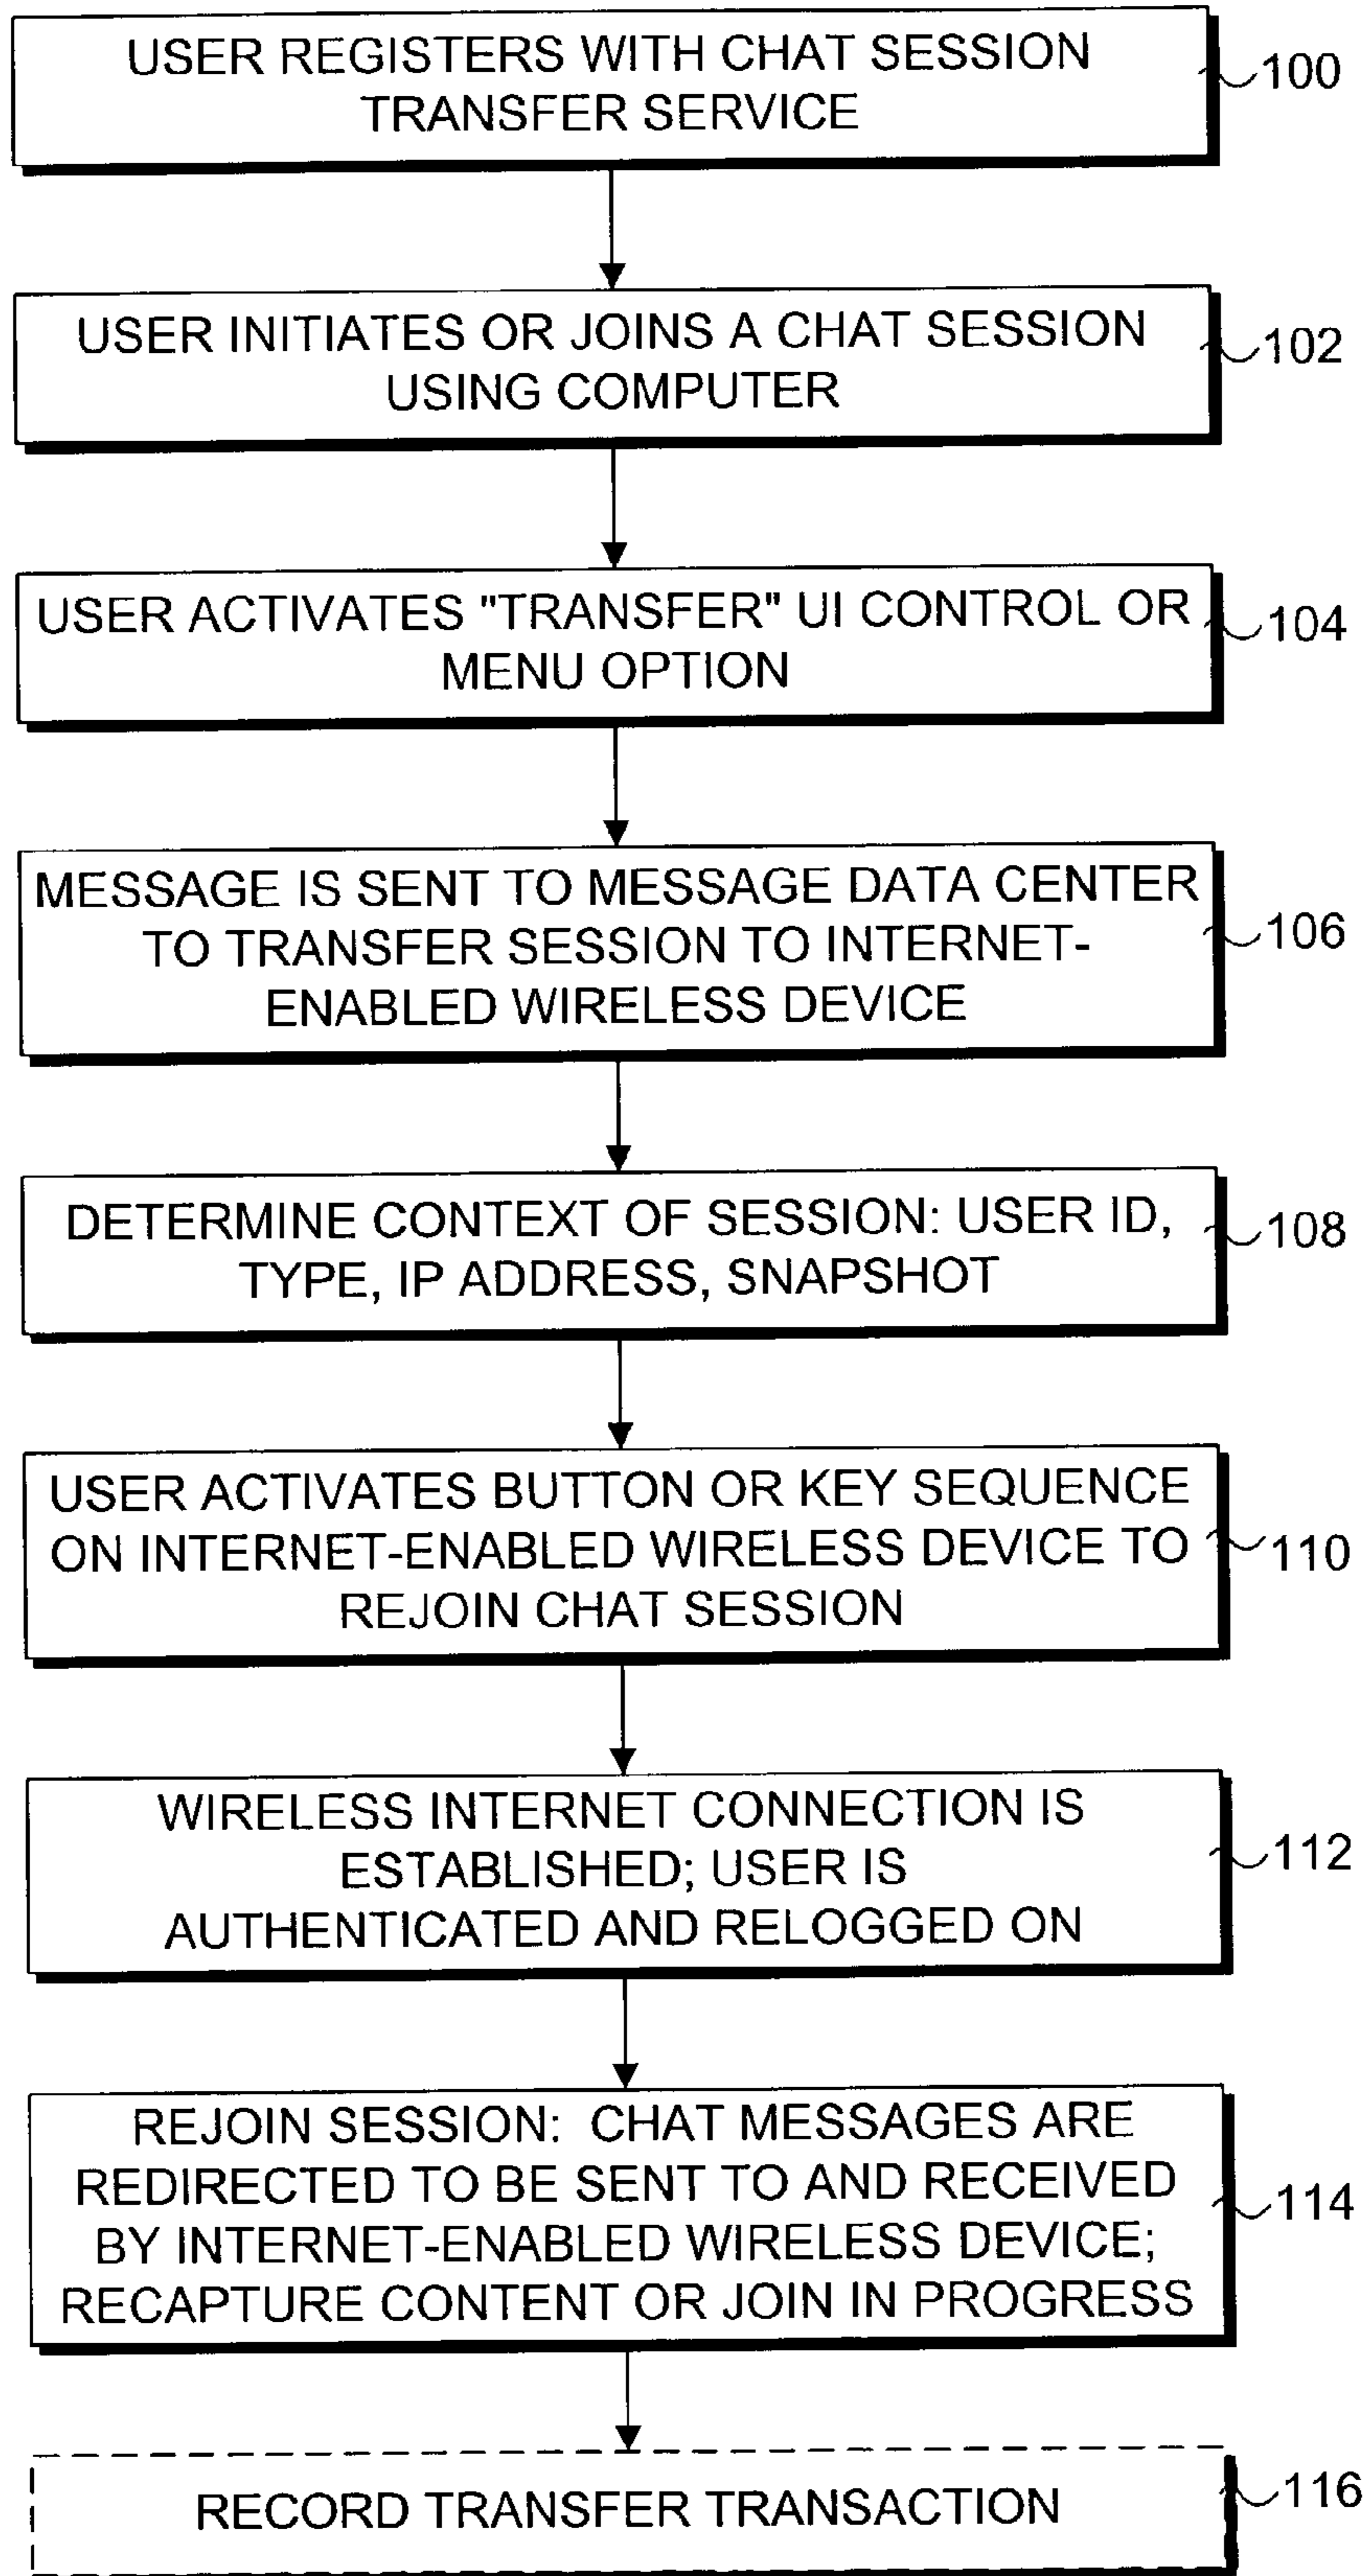 USER REGISTERS WITH CHAT SESSION
TRANSFER SERVICE
100
USER INITIATES OR JOINS A CHAT SESSION
USING COMPUTER
102
USER ACTIVATES "TRANSFER" UI CONTROL OR
MENU OPTION
104
MESSAGE IS SENT TO MESSAGE DATA CENTER
TO TRANSFER SESSION TO INTERNET-
ENABLED WIRELESS DEVICE
106
DETERMINE CONTEXT OF SESSION: USER ID,
TYPE, IP ADDRESS, SNAPSHOT
108
USER ACTIVATES BUTTON OR KEY SEQUENCE
ON INTERNET-ENABLED WIRELESS DEVICE TO
REJOIN CHAT SESSION
110
WIRELESS INTERNET CONNECTION IS
ESTABLISHED; USER IS
AUTHENTICATED AND RELOGGED ON
112
REJOIN SESSION: CHAT MESSAGES ARE
REDIRECTED TO BE SENT TO AND RECEIVED
BY INTERNET-ENABLED WIRELESS DEVICE;
RECAPTURE CONTENT OR JOIN IN PROGRESS
114
RECORD TRANSFER TRANSACTION
116